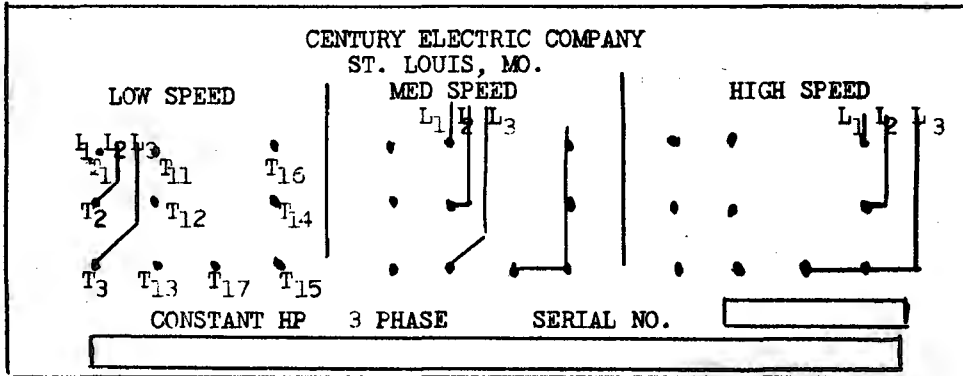 CENTURY ELECTRIC COMPANY
ST. LOUIS, MO.
LOW SPEED
MED SPEED
HIGH SPEED
L1 L2 L3
L1 L2 L3
L1 L2 L3
T1 T11 T16
T2 T12 T14
T3 T13 T17 T15
CONSTANT HP 3 PHASE SERIAL NO.